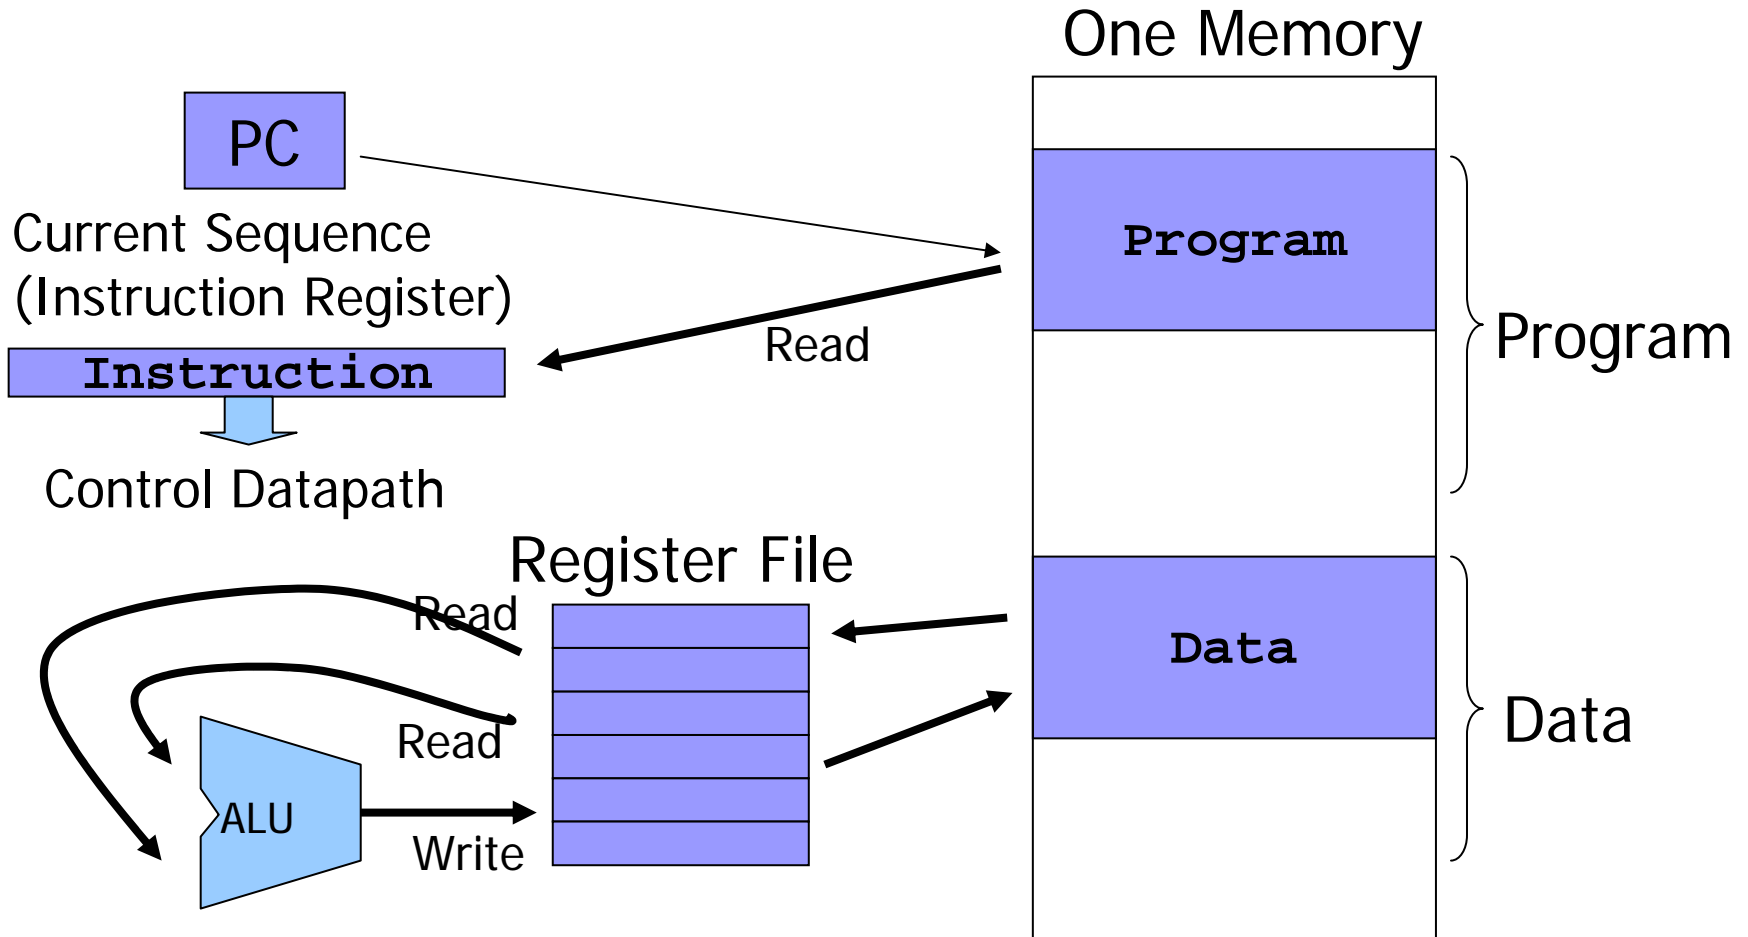 One Memory
PC
Program
Current Sequence
(Instruction Register)
Read
Program
Instruction
Control Datapath
Register File
Read
Data
Data
Read
ALU
Write